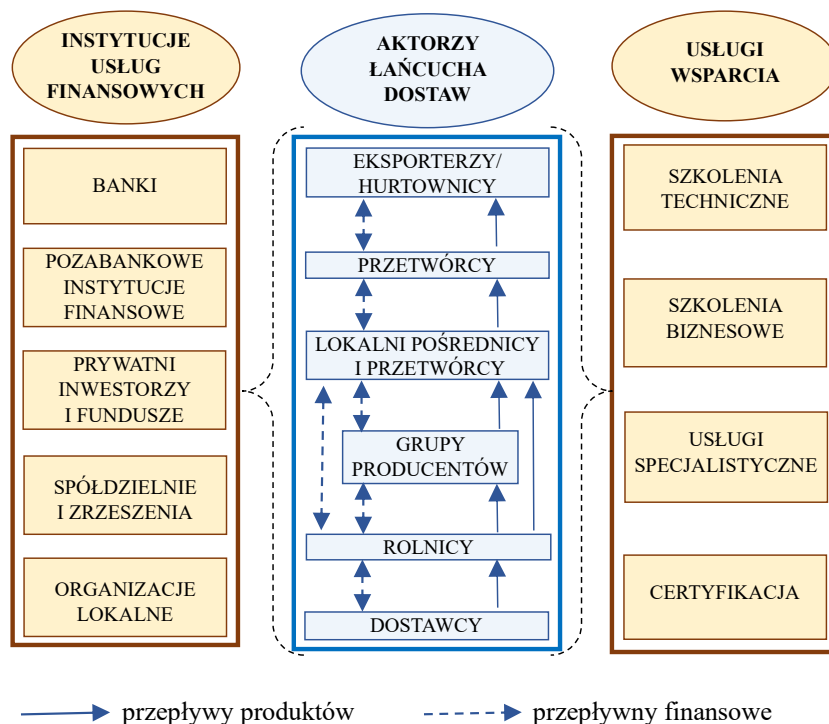 INSTYTUCJE
USŁUG
FINANSOWYCH
AKTORZY
ŁAŃCUCHA
DOSTAW
USŁUGI
WSPARCIA
BANKI
POZABANKOWE
INSTYTUCJE
FINANSOWE
PRYWATNI
INWESTORZY
I FUNDUSZE
SPÓŁDZIELNIE
I ZRZESZENIA
ORGANIZACJE
LOKALNE
EKSPORTERZY/
HURTOWNICY
PRZETWÓRCY
LOKALNI POŚREDNICY
I PRZETWÓRCY
GRUPY
PRODUCENTÓW
ROLNICY
DOSTAWCY
SZKOLENIA
TECHNICZNE
SZKOLENIA
BIZNESOWE
USŁUGI
SPECJALISTYCZNE
CERTYFIKACJA
przepływy produktów
przepływny finansowe